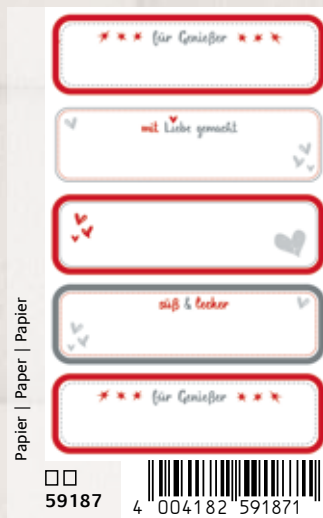 für Genießer
mit Liebe gemacht
süß & lecker
für Genießer
Papier | Paper | Papier
59187
4 004182 591871